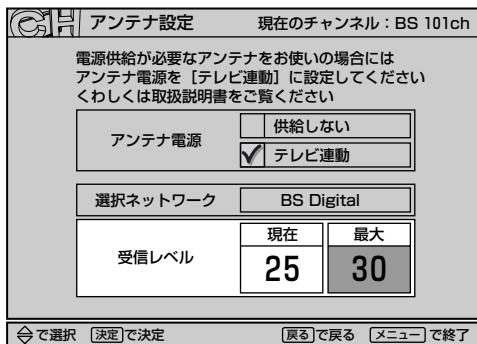 CH アンテナ設定 現在のチャンネル：BS 101ch
電源供給が必要なアンテナをお使いの場合には
アンテナ電源を［テレビ連動］に設定してください
くわしくは取扱説明書をご覧ください
アンテナ電源
供給しない
テレビ連動
選択ネットワーク BS Digital
受信レベル
現在 最大
25 30
で選択 決定で決定 戻るで戻る メニューで終了